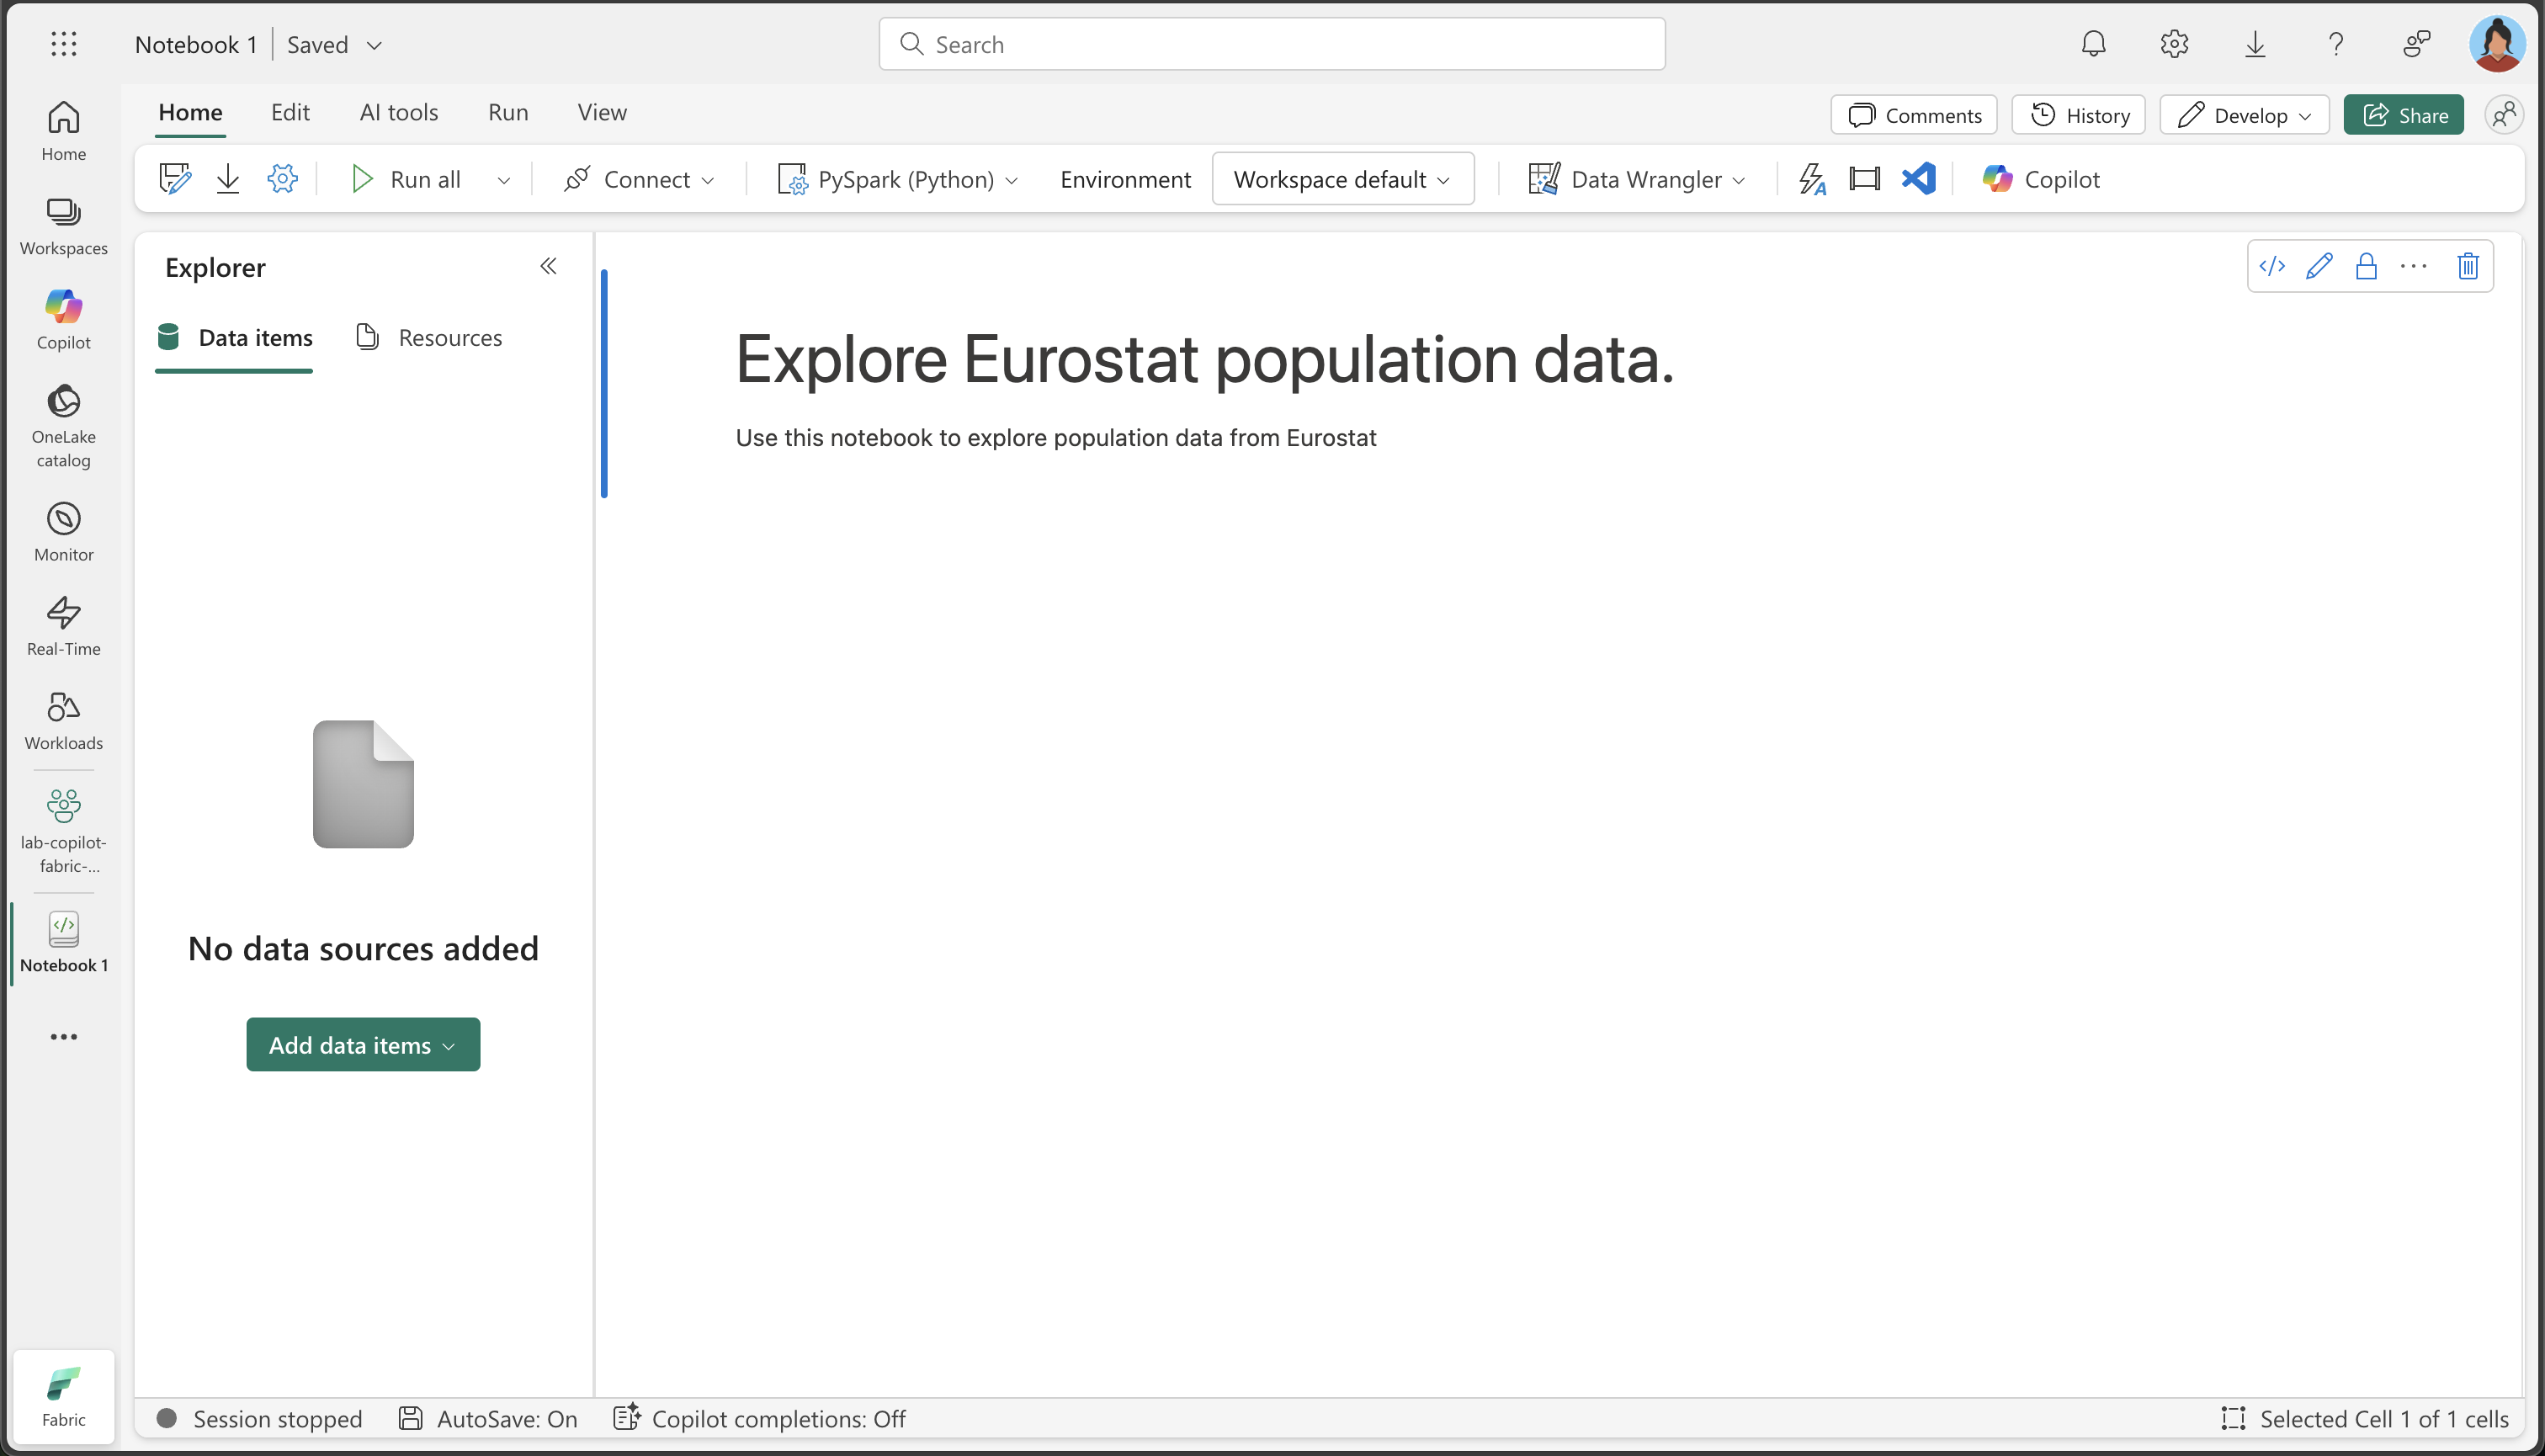 Notebook 1 | Saved
Search
Home
Edit
AI tools
Run
View
Comments
History
Develop
Share
Run all
Connect
PySpark (Python)
Environment
Workspace default
Data Wrangler
Copilot
Home
Workspaces
Copilot
OneLake
catalog
Monitor
Real-Time
Workloads
lab-copilot-
fabric-...
Notebook 1
Fabric
Explorer
Data items
Resources
No data sources added
Add data items
Explore Eurostat population data.
Use this notebook to explore population data from Eurostat
Session stopped
AutoSave: On
Copilot completions: Off
Selected Cell 1 of 1 cells